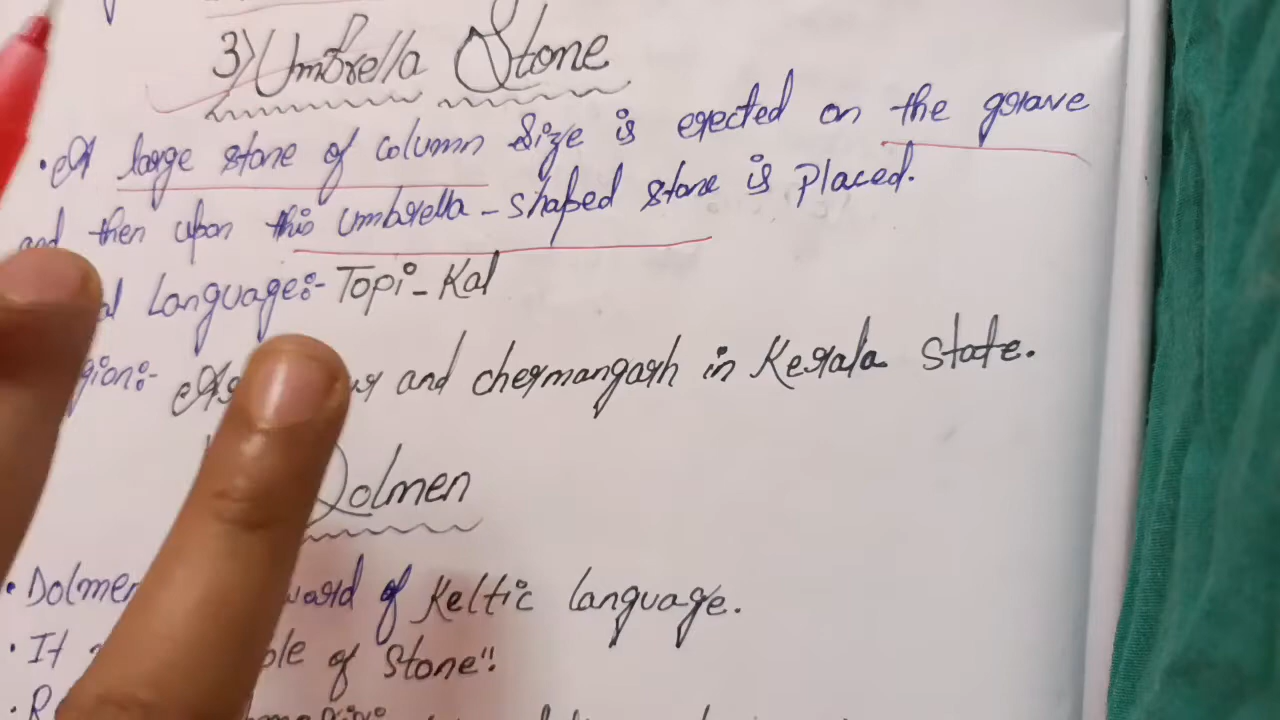 3) Umbrella Stone
• A large stone of column size is erected on the grave
and then upon this umbrella-shaped stone is placed.
Language:- Topi-Kal
and chermangarh in Kerala State.
Dolmen
• Dolmen word of Keltic language.
• It of Stone".